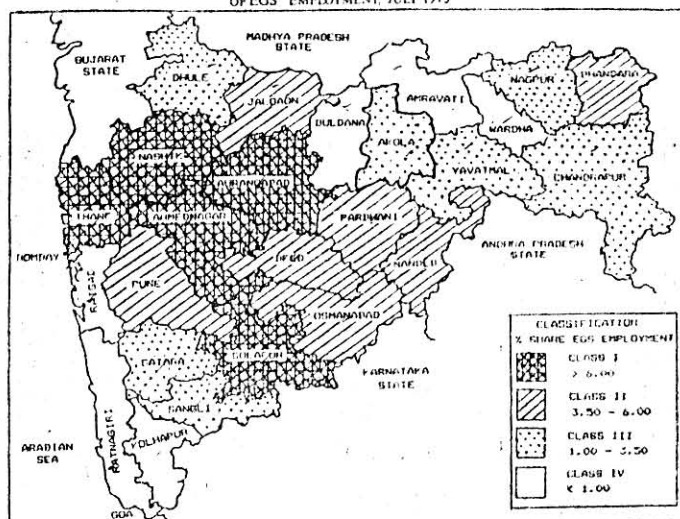 OF EGS EMPLOYMENT, JULY 1975
MADHYA PRADESH
STATE
GUJARAT
STATE
DHULE
JALGAON
BULDANA
AKOLA
AMRAVATI
NAGPUR
BHANDARA
WARDHA
YAVATMAL
CHANDRAPUR
NASHIK
AURANGABAD
THANE
AHMEDNAGAR
PARBHANI
BOMBAY
RAIGAD
PUNE
BEED
NANDED
ANDHRA PRADESH
STATE
OSMANABAD
SATARA
SOLAPUR
KARNATAKA
STATE
SANGLI
ARABIAN
SEA
RATNAGIRI
KOLHAPUR
GOA
CLASSIFICATION
% SHARE EGS EMPLOYMENT
CLASS I
> 6.00
CLASS II
3.50 - 6.00
CLASS III
1.00 - 3.50
CLASS IV
< 1.00